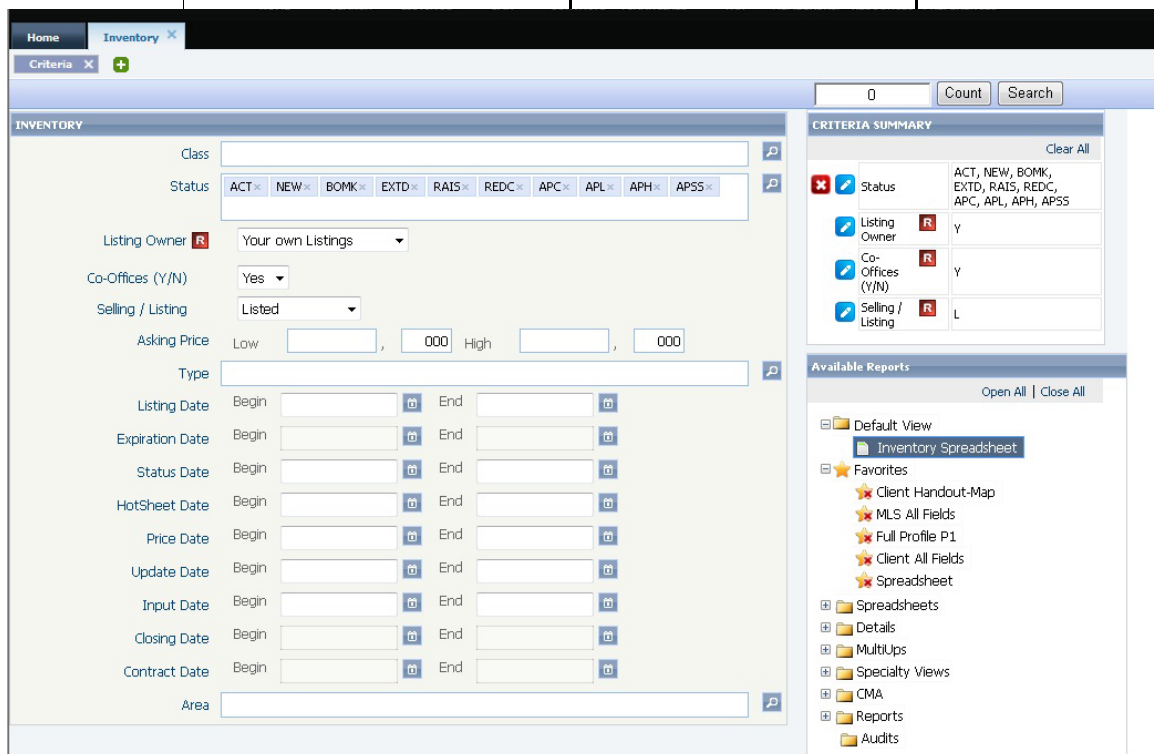 Home
Inventory ×
Criteria X
0 Count Search
INVENTORY
Class
Status ACT× NEW× BOMK× EXTD× RAIS× REDC× APC× APL× APH× APSS×
Listing Owner R Your own Listings
Co-Offices (Y/N) Yes
Selling / Listing Listed
Asking Price Low , 000 High , 000
Type
Listing Date Begin End
Expiration Date Begin End
Status Date Begin End
HotSheet Date Begin End
Price Date Begin End
Update Date Begin End
Input Date Begin End
Closing Date Begin End
Contract Date Begin End
Area
CRITERIA SUMMARY
Clear All
Status
ACT, NEW, BOMK,
EXTD, RAIS, REDC,
APC, APL, APH, APSS
Listing R
Owner
Y
Co- R
Offices
(Y/N)
Y
Selling / R
Listing
L
Available Reports
Open All | Close All
Default View
Inventory Spreadsheet
Favorites
Client Handout-Map
MLS All Fields
Full Profile P1
Client All Fields
Spreadsheet
Spreadsheets
Details
MultiUps
Specialty Views
CMA
Reports
Audits